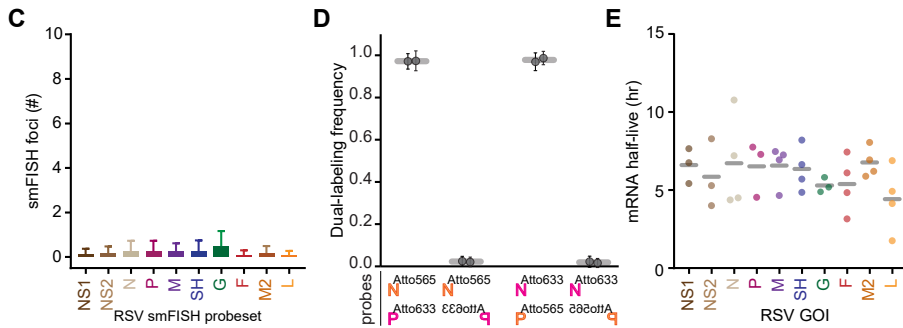 C
smFISH foci (#)
10
8
6
4
2
0
NS1
NS2
N
P
M
SH
G
F
M2
L
RSV smFISH probeset
D
Dual-labeling frequency
1.0
0.8
0.6
0.4
0.2
0.0
probes
Atto565 Atto565 Atto633 Atto633
N N N N
P Atto633 Atto633 P P Atto565 Atto565 P
E
mRNA half-live (hr)
15
10
5
0
NS1
NS2
N
P
M
SH
G
F
M2
L
RSV GOI